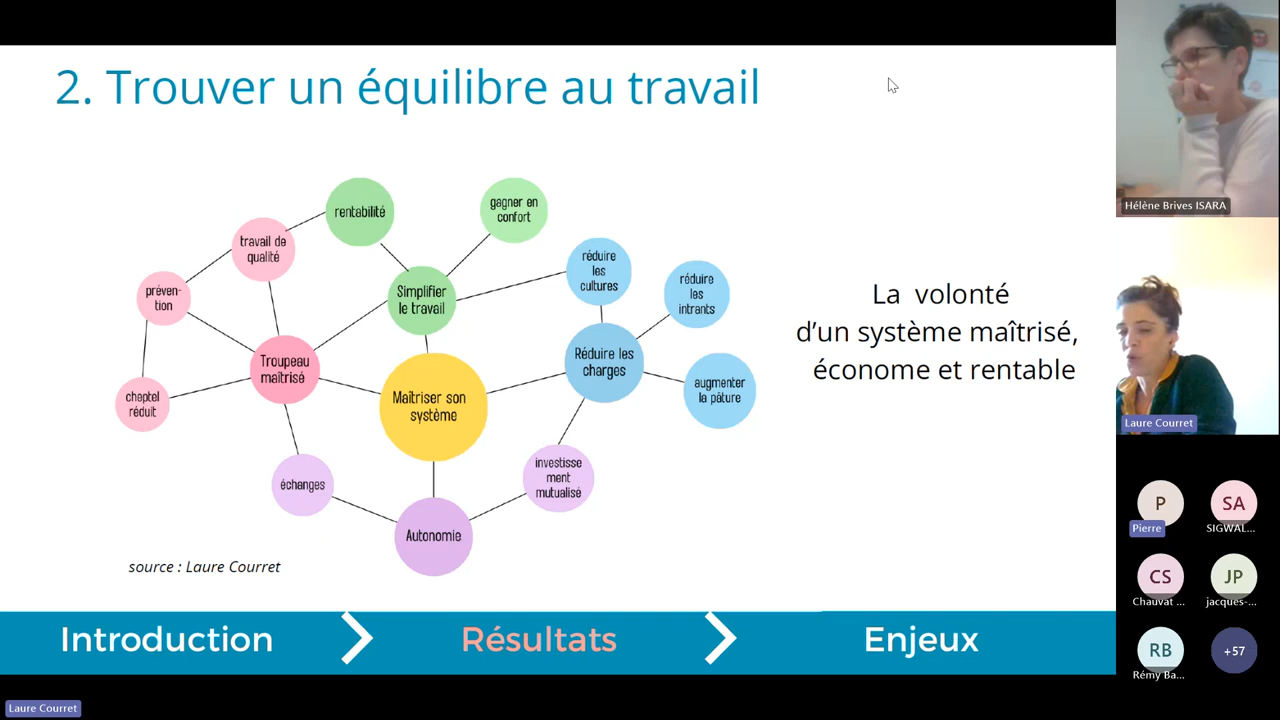 2. Trouver un équilibre au travail
rentabilité
gagner en
confort
travail de
qualité
réduire
les
cultures
réduire
les
intrants
préven-
tion
Simplifier
le travail
Troupeau
maîtrisé
Réduire les
charges
cheptel
réduit
Maîtriser son
système
augmenter
la pâture
échanges
investisse
ment
mutualisé
Autonomie
source : Laure Courret
La volonté
d'un système maîtrisé,
économe et rentable
Introduction
Résultats
Enjeux
Hélène Brives ISARA
Laure Courret
P
Pierre
SA
SIGWAL...
CS
Chauvat ...
JP
jacques-...
RB
Rémy Ba...
+57
Laure Courret